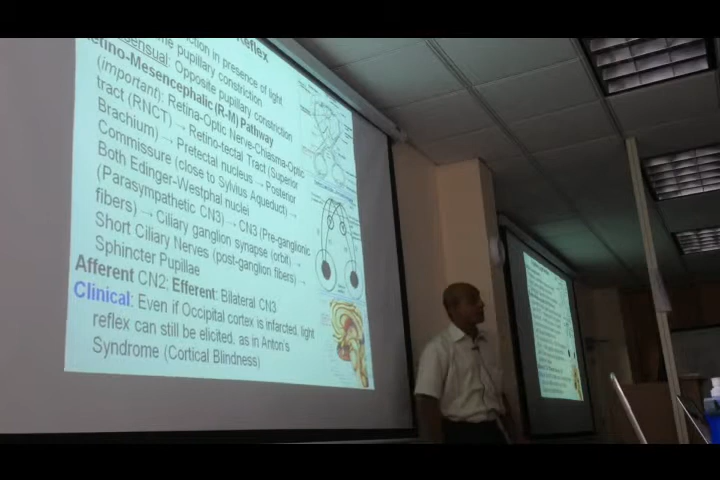 Reflex
ction in presence of light
pupillary constriction
sensual: Opposite pupillary constriction
Retino-Mesencephalic (R-M) Pathway
(important): Retina-Optic Nerve-Chiasma-Optic
tract (RNCT) → Retino-tectal Tract (Superior
Brachium) → Pretectal nucleus → Posterior
Commissure (close to Sylvius Aqueduct) →
Both Edinger-Westphal nuclei
(Parasympathetic CN3) → CN3 (Pre-ganglionic
fibers) → Ciliary ganglion synapse (orbit) →
Short Ciliary Nerves (post-ganglion fibers) →
Sphincter Pupillae
Afferent CN2: Efferent: Bilateral CN3
Clinical: Even if Occipital cortex is infarcted, light
reflex can still be elicited, as in Anton's
Syndrome (Cortical Blindness)